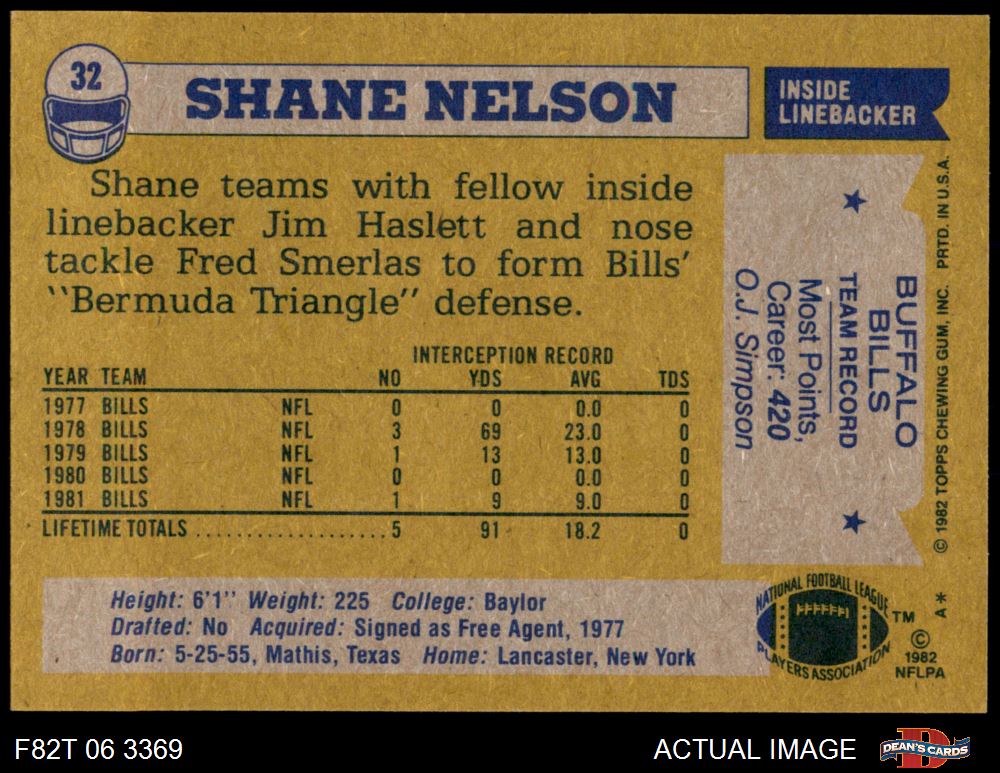 32
SHANE NELSON
INSIDE
LINEBACKER
Shane teams with fellow inside
linebacker Jim Haslett and nose
tackle Fred Smerlas to form Bills'
"Bermuda Triangle" defense.
INTERCEPTION RECORD
YEAR TEAM NO YDS AVG TDS
1977 BILLS NFL 0 0 0.0 0
1978 BILLS NFL 3 69 23.0 0
1979 BILLS NFL 1 13 13.0 0
1980 BILLS NFL 0 0 0.0 0
1981 BILLS NFL 1 9 9.0 0
LIFETIME TOTALS .................. 5 91 18.2 0
BUFFALO
BILLS
TEAM RECORD
Most Points,
Career: 420
O.J. Simpson
© 1982 TOPPS CHEWING GUM, INC. PRTD. IN U.S.A.
Height: 6'1" Weight: 225 College: Baylor
Drafted: No Acquired: Signed as Free Agent, 1977
Born: 5-25-55, Mathis, Texas Home: Lancaster, New York
NATIONAL FOOTBALL LEAGUE
PLAYERS ASSOCIATION
TM
A*
©
1982
NFLPA
F82T 06 3369
ACTUAL IMAGE
DEAN'S CARDS